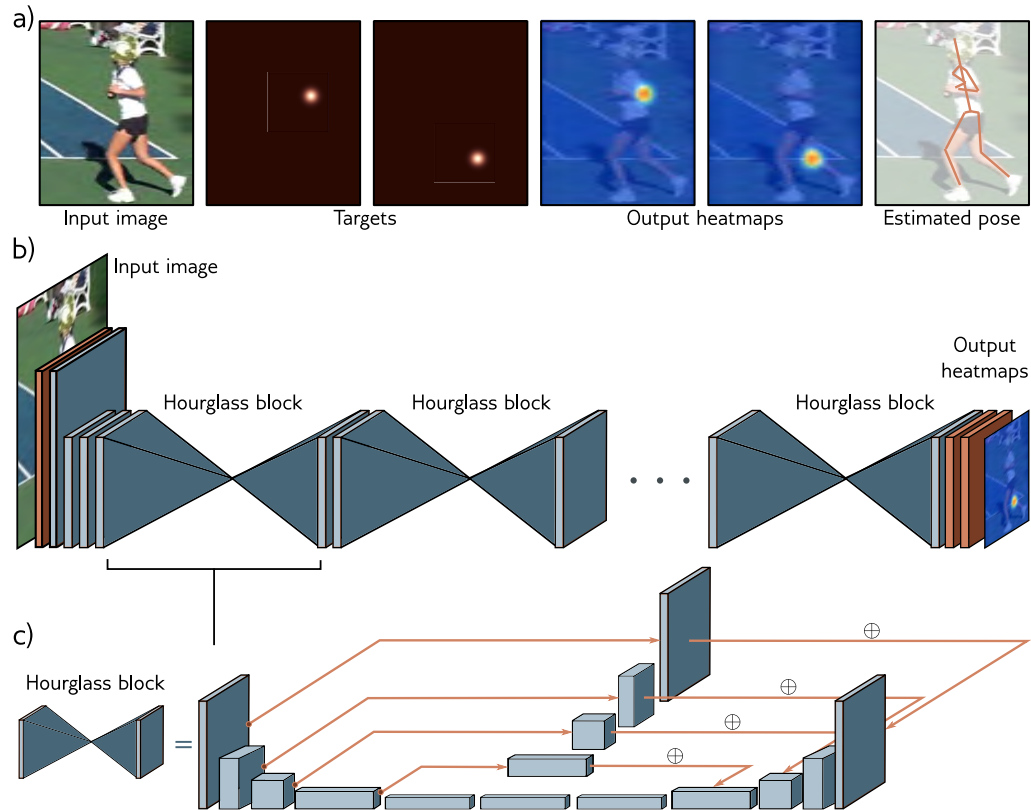 a)
Input image
Targets
Output heatmaps
Estimated pose
b)
Input image
Hourglass block
Hourglass block
Hourglass block
Output
heatmaps
c)
Hourglass block
=